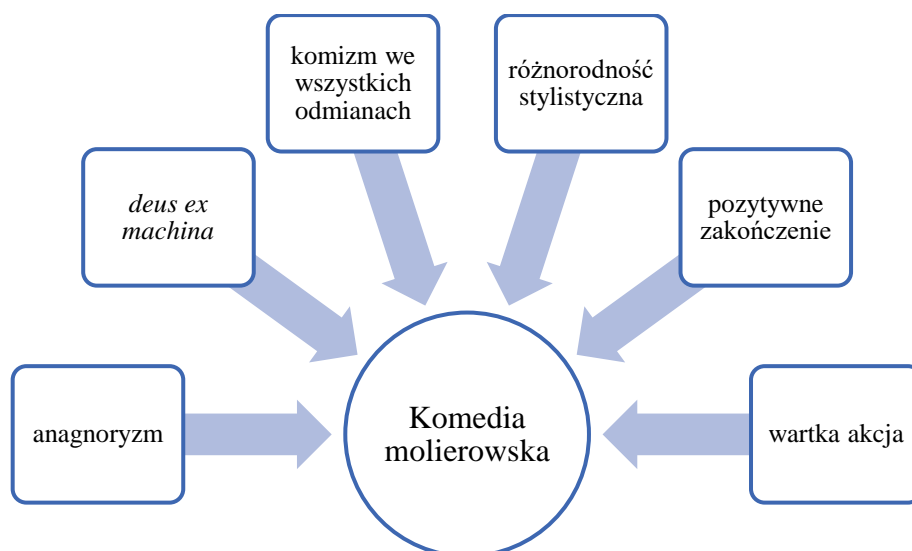 komizm we
wszystkich
odmianach
różnorodność
stylistyczna
deus ex
machina
pozytywne
zakończenie
anagnoryzm
Komedia
molierowska
wartka akcja